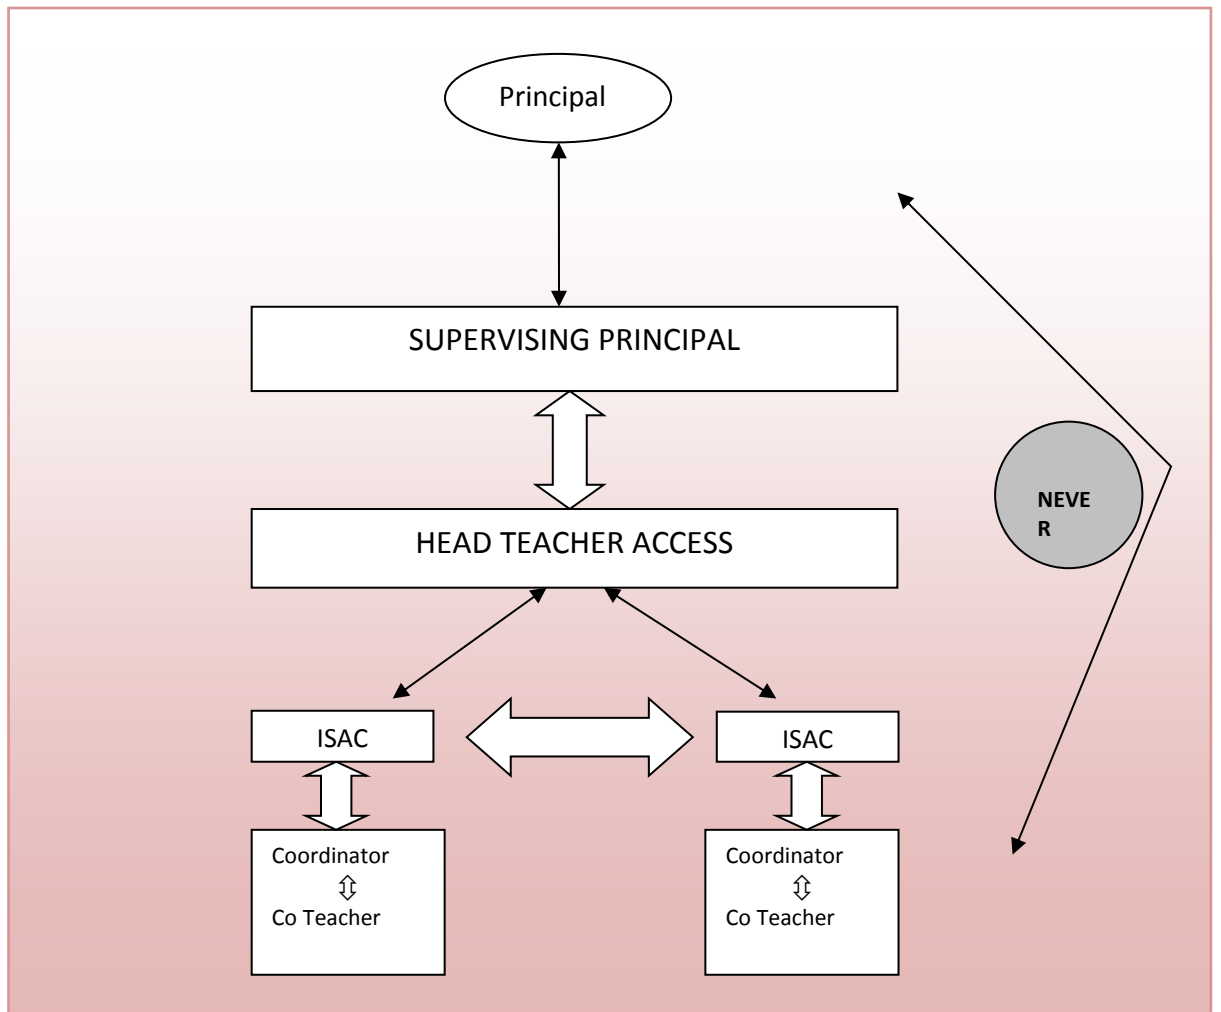 Principal
SUPERVISING PRINCIPAL
HEAD TEACHER ACCESS
NEVE
R
ISAC
ISAC
Coordinator
⇳
Co Teacher
Coordinator
⇳
Co Teacher